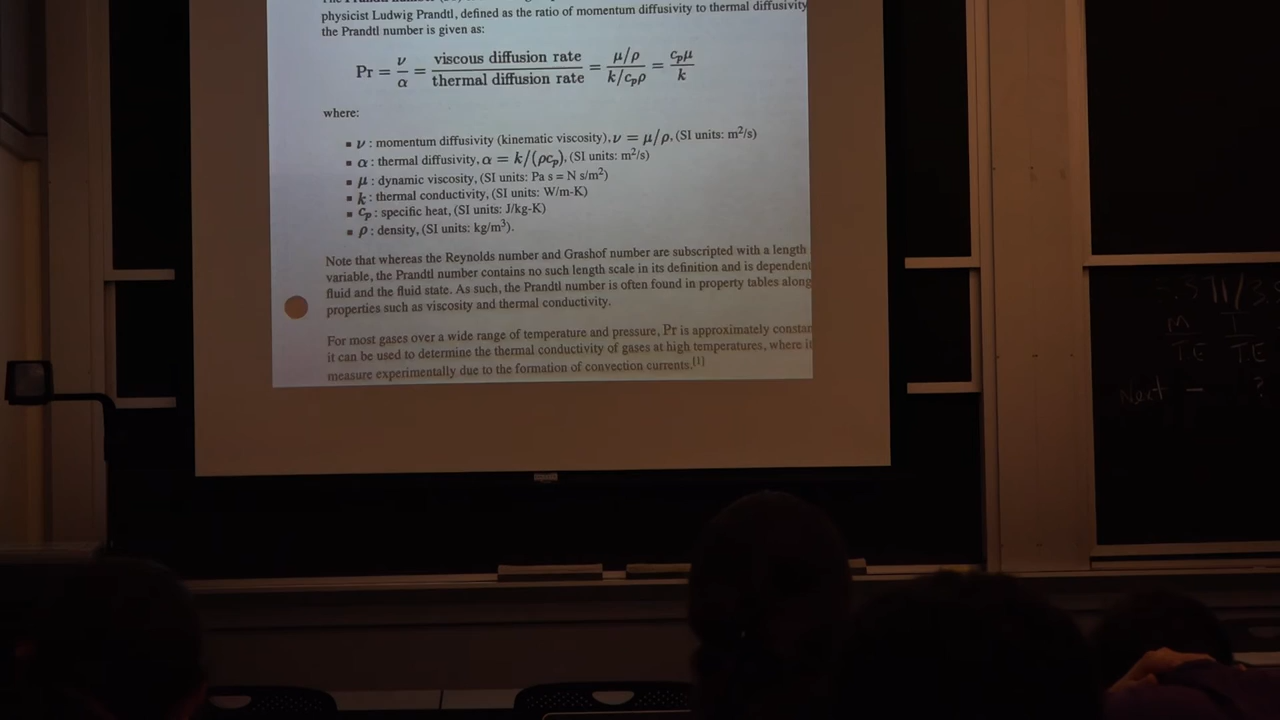 physicist Ludwig Prandtl, defined as the ratio of momentum diffusivity to thermal diffusivity
the Prandtl number is given as:
Pr = ν/α = viscous diffusion rate / thermal diffusion rate = μ/ρ / k/cₚρ = cₚμ / k
where:
▪ ν : momentum diffusivity (kinematic viscosity), ν = μ/ρ, (SI units: m²/s)
▪ α : thermal diffusivity, α = k/(ρcₚ), (SI units: m²/s)
▪ μ : dynamic viscosity, (SI units: Pa s = N s/m²)
▪ k : thermal conductivity, (SI units: W/m-K)
▪ cₚ : specific heat, (SI units: J/kg-K)
▪ ρ : density, (SI units: kg/m³).
Note that whereas the Reynolds number and Grashof number are subscripted with a length
variable, the Prandtl number contains no such length scale in its definition and is dependent
fluid and the fluid state. As such, the Prandtl number is often found in property tables along
properties such as viscosity and thermal conductivity.
For most gases over a wide range of temperature and pressure, Pr is approximately constan
it can be used to determine the thermal conductivity of gases at high temperatures, where i
measure experimentally due to the formation of convection currents.[1]
M T
TE TE
Next – ?